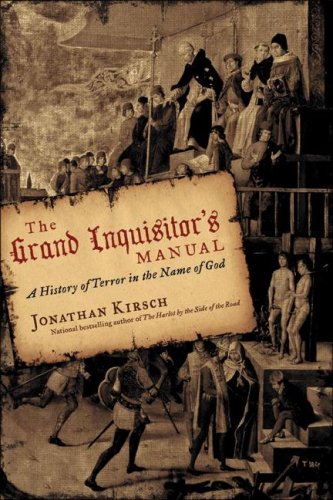 The
Grand Inquisitor's
MANUAL
A History of Terror in the Name of God
JONATHAN KIRSCH
National bestselling author of The Harlot by the Side of the Road